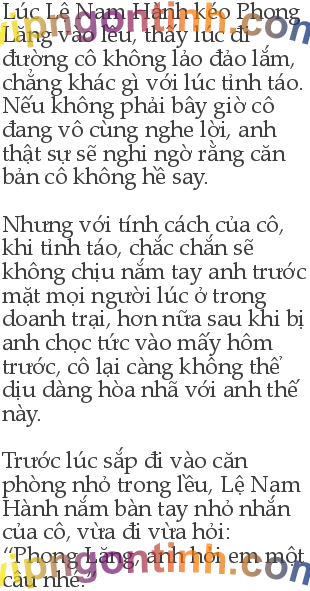 Lúc Lệ Nam Hành kéo Phong
Lăng vào lều, thấy lúc đi
đường cô không lảo đảo lắm,
chẳng khác gì với lúc tỉnh táo.
Nếu không phải bây giờ cô
đang vô cùng nghe lời, anh
thật sự sẽ nghi ngờ rằng căn
bản cô không hề say.
Nhưng với tính cách của cô,
khi tỉnh táo, chắc chắn sẽ
không chịu nắm tay anh trước
mặt mọi người lúc ở trong
doanh trại, hơn nữa sau khi bị
anh chọc tức vào mấy hôm
trước, cô lại càng không thể
dịu dàng hòa nhã với anh thế
này.
Trước lúc sắp đi vào căn
phòng nhỏ trong lều, Lệ Nam
Hành nắm bàn tay nhỏ nhắn
của cô, vừa đi vừa hỏi:
“Phong Lăng, anh hỏi em một
câu nhé.”
vipngontinh.com
vipngontinh.com